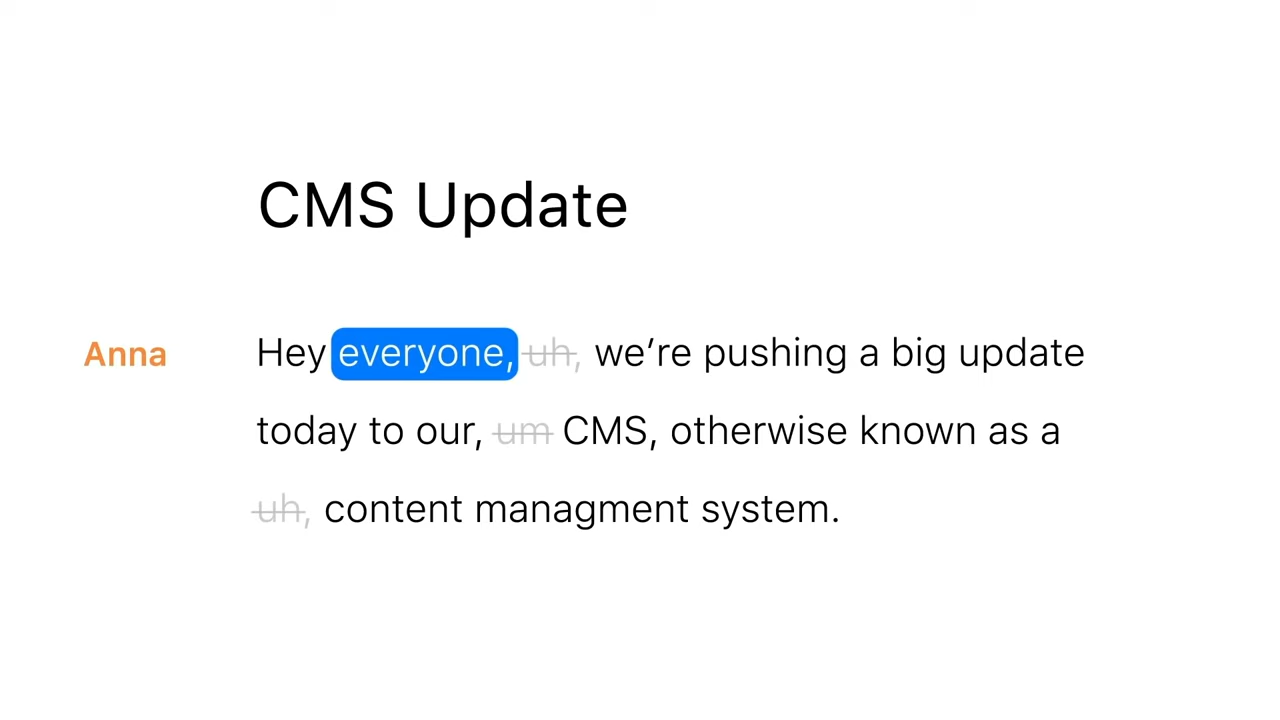 CMS Update
Anna Hey everyone, uh, we’re pushing a big update
today to our, um CMS, otherwise known as a
uh, content managment system.